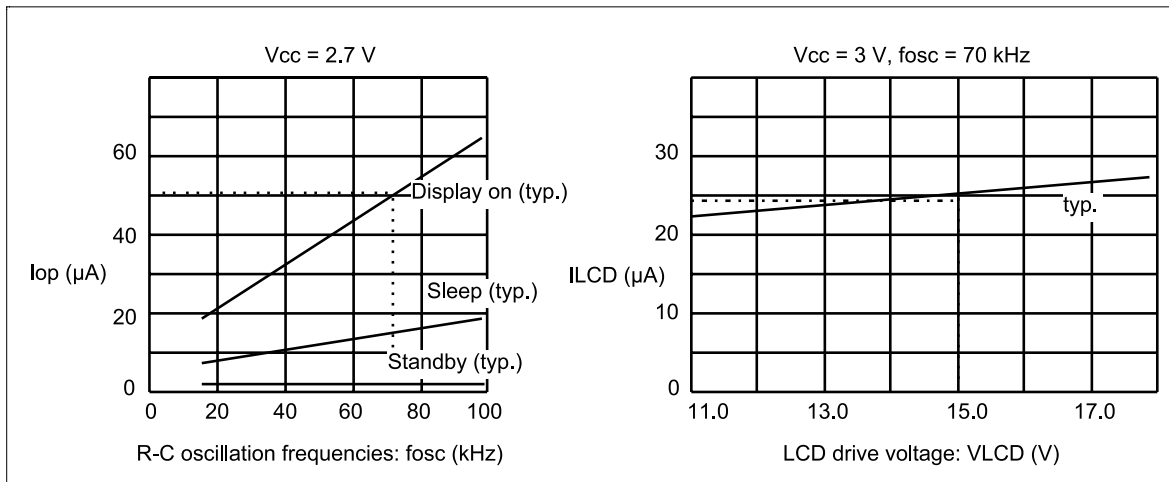 Vcc = 2.7 V
60
40
20
0
Iop (µA)
Display on (typ.)
Sleep (typ.)
Standby (typ.)
0 20 40 60 80 100
R-C oscillation frequencies: fosc (kHz)
Vcc = 3 V, fosc = 70 kHz
30
20
10
0
ILCD (µA)
typ.
11.0 13.0 15.0 17.0
LCD drive voltage: VLCD (V)